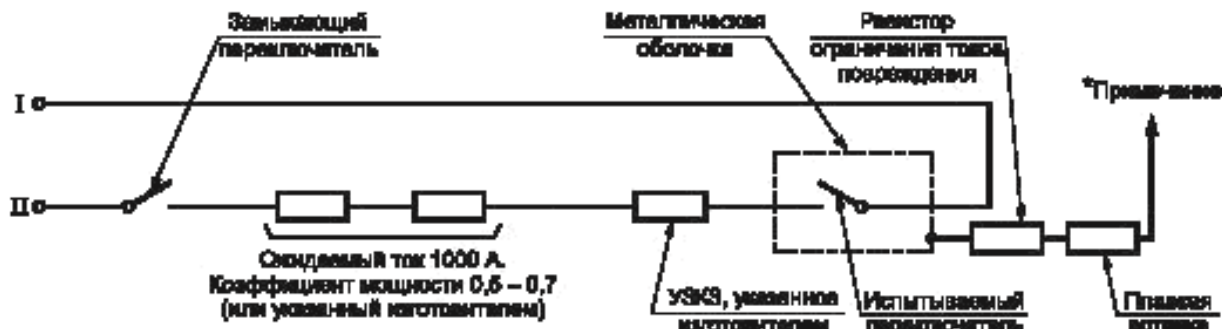 Замыкающий
переключатель
Металлическая
оболочка
Резистор
ограничения токов
повреждения
*Примечание
I
II
Ожидаемый ток 1000 А.
Коэффициент мощности 0,5 – 0,7
(или указанный изготовителем)
УЗКЗ, указанное
изготовителем
Испытываемый
переключатель
Плавкая
вставка